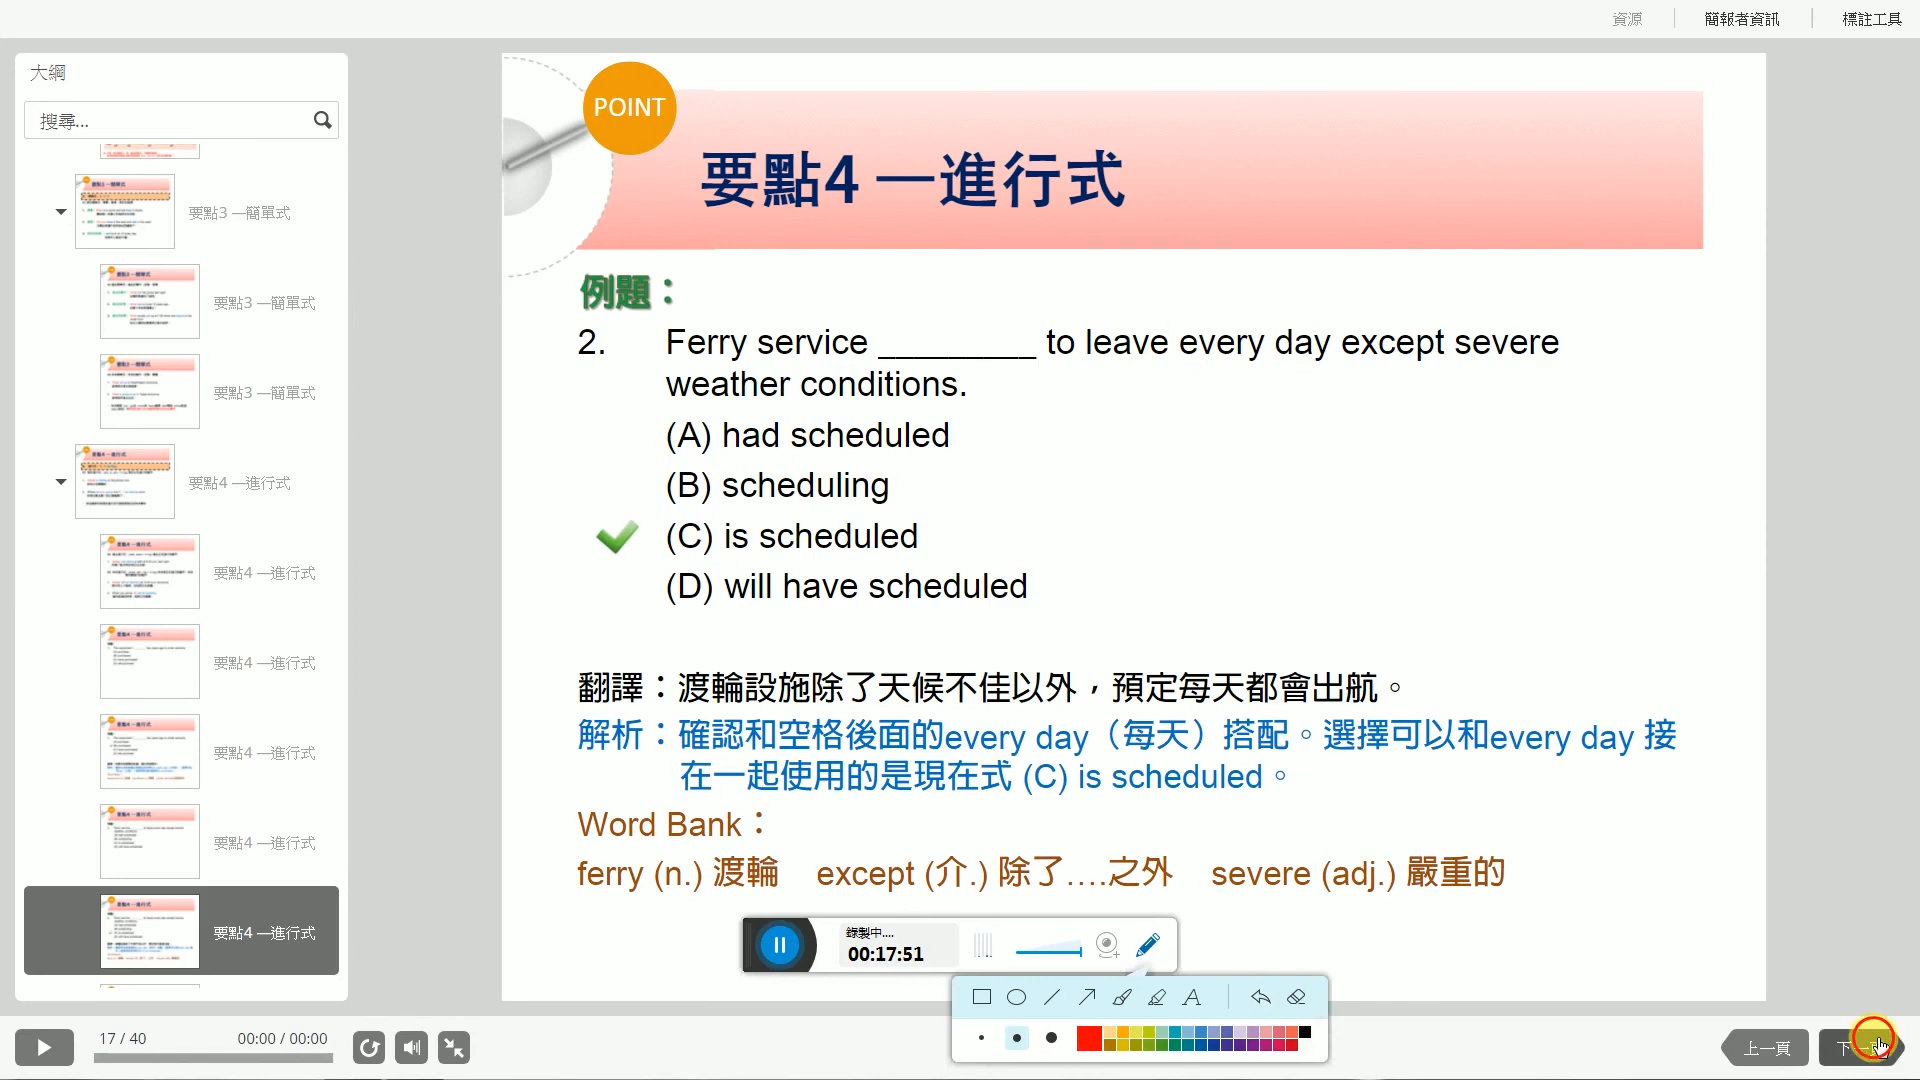 資源
簡報者資訊
標註工具
大綱
搜尋...
要點3 —簡單式
要點3 —簡單式
要點3 —簡單式
要點4 —進行式
要點4 —進行式
要點4 —進行式
要點4 —進行式
要點4 —進行式
要點4 —進行式
POINT
要點4 —進行式
例題：
2. Ferry service _________ to leave every day except severe
weather conditions.
(A) had scheduled
(B) scheduling
(C) is scheduled
(D) will have scheduled
翻譯：渡輪設施除了天候不佳以外，預定每天都會出航。
解析：確認和空格後面的every day（每天）搭配。選擇可以和every day 接
在一起使用的是現在式 (C) is scheduled。
Word Bank：
ferry (n.) 渡輪 except (介.) 除了....之外 severe (adj.) 嚴重的
錄製中....
00:17:51
17 / 40
00:00 / 00:00
上一頁
下一頁